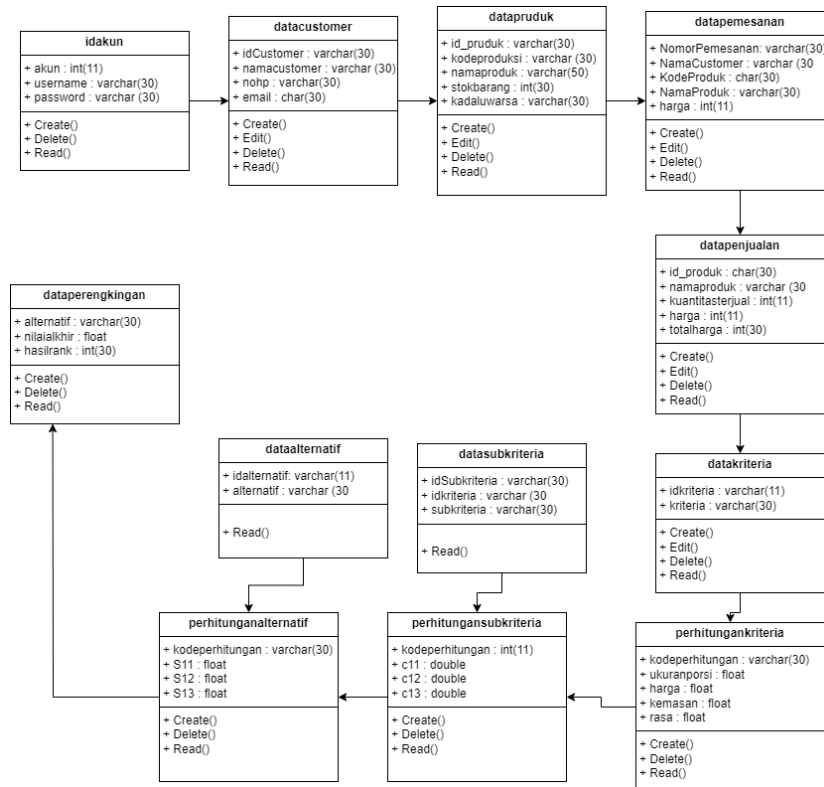 idakun
+ akun : int(11)
+ username : varchar(30)
+ password : varchar (30)
+ Create()
+ Delete()
+ Read()
datacustomer
+ idCustomer : varchar(30)
+ namacustomer : varchar (30)
+ nohp : varchar(30)
+ email : char(30)
+ Create()
+ Edit()
+ Delete()
+ Read()
datapruduk
+ id_pruduk : varchar(30)
+ kodeproduksi : varchar (30)
+ namaproduk : varchar(50)
+ stokbarang : int(30)
+ kadaluwarsa : varchar(30)
+ Create()
+ Edit()
+ Delete()
+ Read()
datapemesanan
+ NomorPemesanan: varchar(30)
+ NamaCustomer : varchar (30
+ KodeProduk : char(30)
+ NamaProduk : varchar(30)
+ harga : int(11)
+ Create()
+ Edit()
+ Delete()
+ Read()
datapenjualan
+ id_produk : char(30)
+ namaproduk : varchar (30
+ kuantitasterjual : int(11)
+ harga : int(11)
+ totalharga : int(30)
+ Create()
+ Edit()
+ Delete()
+ Read()
dataperengkingan
+ alternatif : varchar(30)
+ nilaialkhir : float
+ hasilrank : int(30)
+ Create()
+ Delete()
+ Read()
dataalternatif
+ idalternatif: varchar(11)
+ alternatif : varchar (30
+ Read()
datasubkriteria
+ idSubkriteria : varchar(30)
+ idkriteria : varchar (30
+ subkriteria : varchar(30)
+ Read()
datakriteria
+ idkriteria : varchar(11)
+ kriteria : varchar(30)
+ Create()
+ Edit()
+ Delete()
+ Read()
perhitunganalternatif
+ kodeperhitungan : varchar(30)
+ S11 : float
+ S12 : float
+ S13 : float
+ Create()
+ Delete()
+ Read()
perhitungansubkriteria
+ kodeperhitungan : int(11)
+ c11 : double
+ c12 : double
+ c13 : double
+ Create()
+ Delete()
+ Read()
perhitungankriteria
+ kodeperhitungan : varchar(30)
+ ukuranporsi : float
+ harga : float
+ kemasan : float
+ rasa : float
+ Create()
+ Delete()
+ Read()